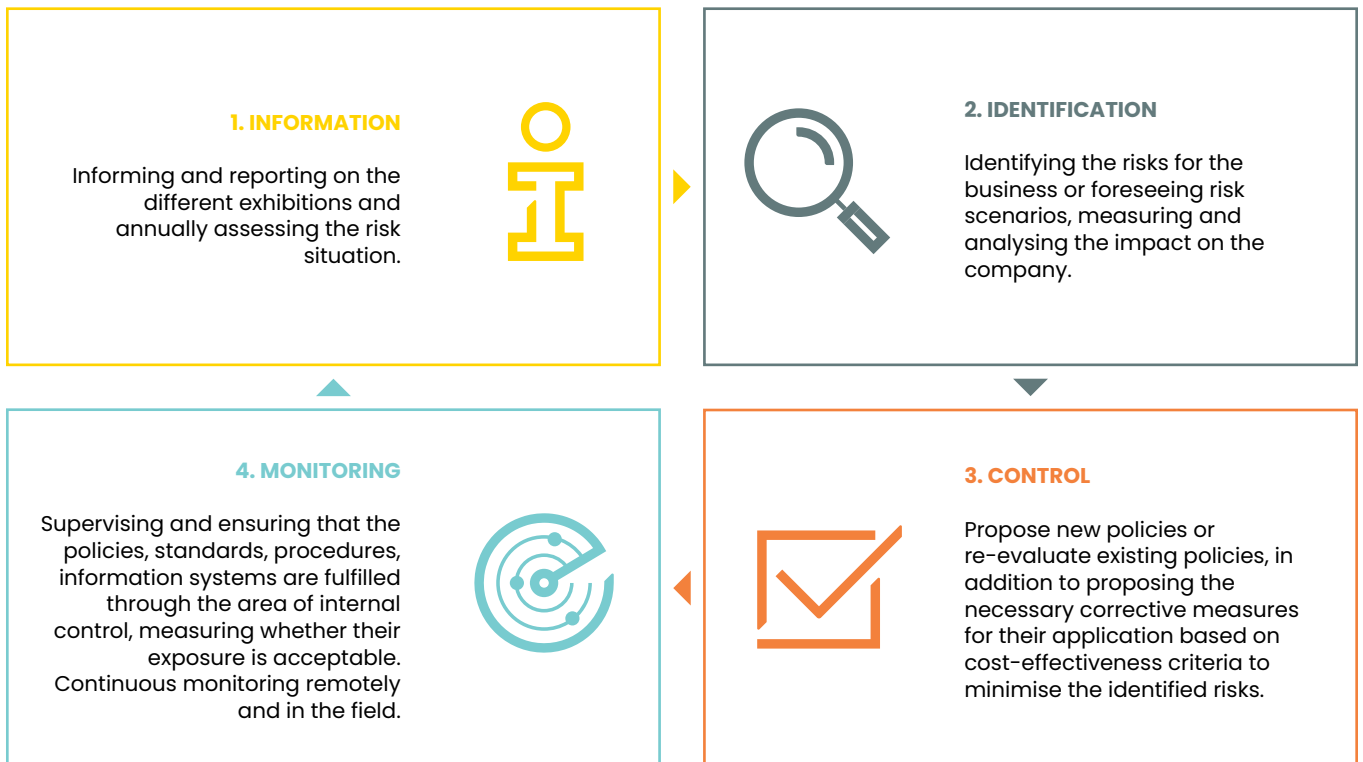 1. INFORMATION
Informing and reporting on the
different exhibitions and
annually assessing the risk
situation.
2. IDENTIFICATION
Identifying the risks for the
business or foreseeing risk
scenarios, measuring and
analysing the impact on the
company.
3. CONTROL
Propose new policies or
re-evaluate existing policies, in
addition to proposing the
necessary corrective measures
for their application based on
cost-effectiveness criteria to
minimise the identified risks.
4. MONITORING
Supervising and ensuring that the
policies, standards, procedures,
information systems are fulfilled
through the area of internal
control, measuring whether their
exposure is acceptable.
Continuous monitoring remotely
and in the field.